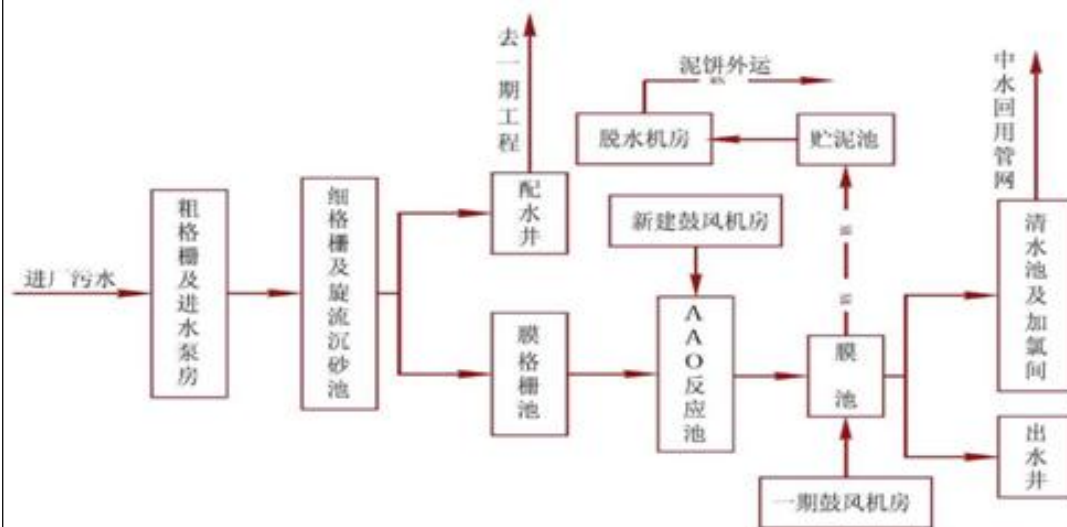 进厂污水
粗格栅及进水泵房
细格栅及旋流沉砂池
去一期工程
配水井
膜格栅池
泥饼外运
脱水机房
贮泥池
新建鼓风机房
AAO反应池
膜池
一期鼓风机房
中水回用管网
清水池及加氯间
出水井